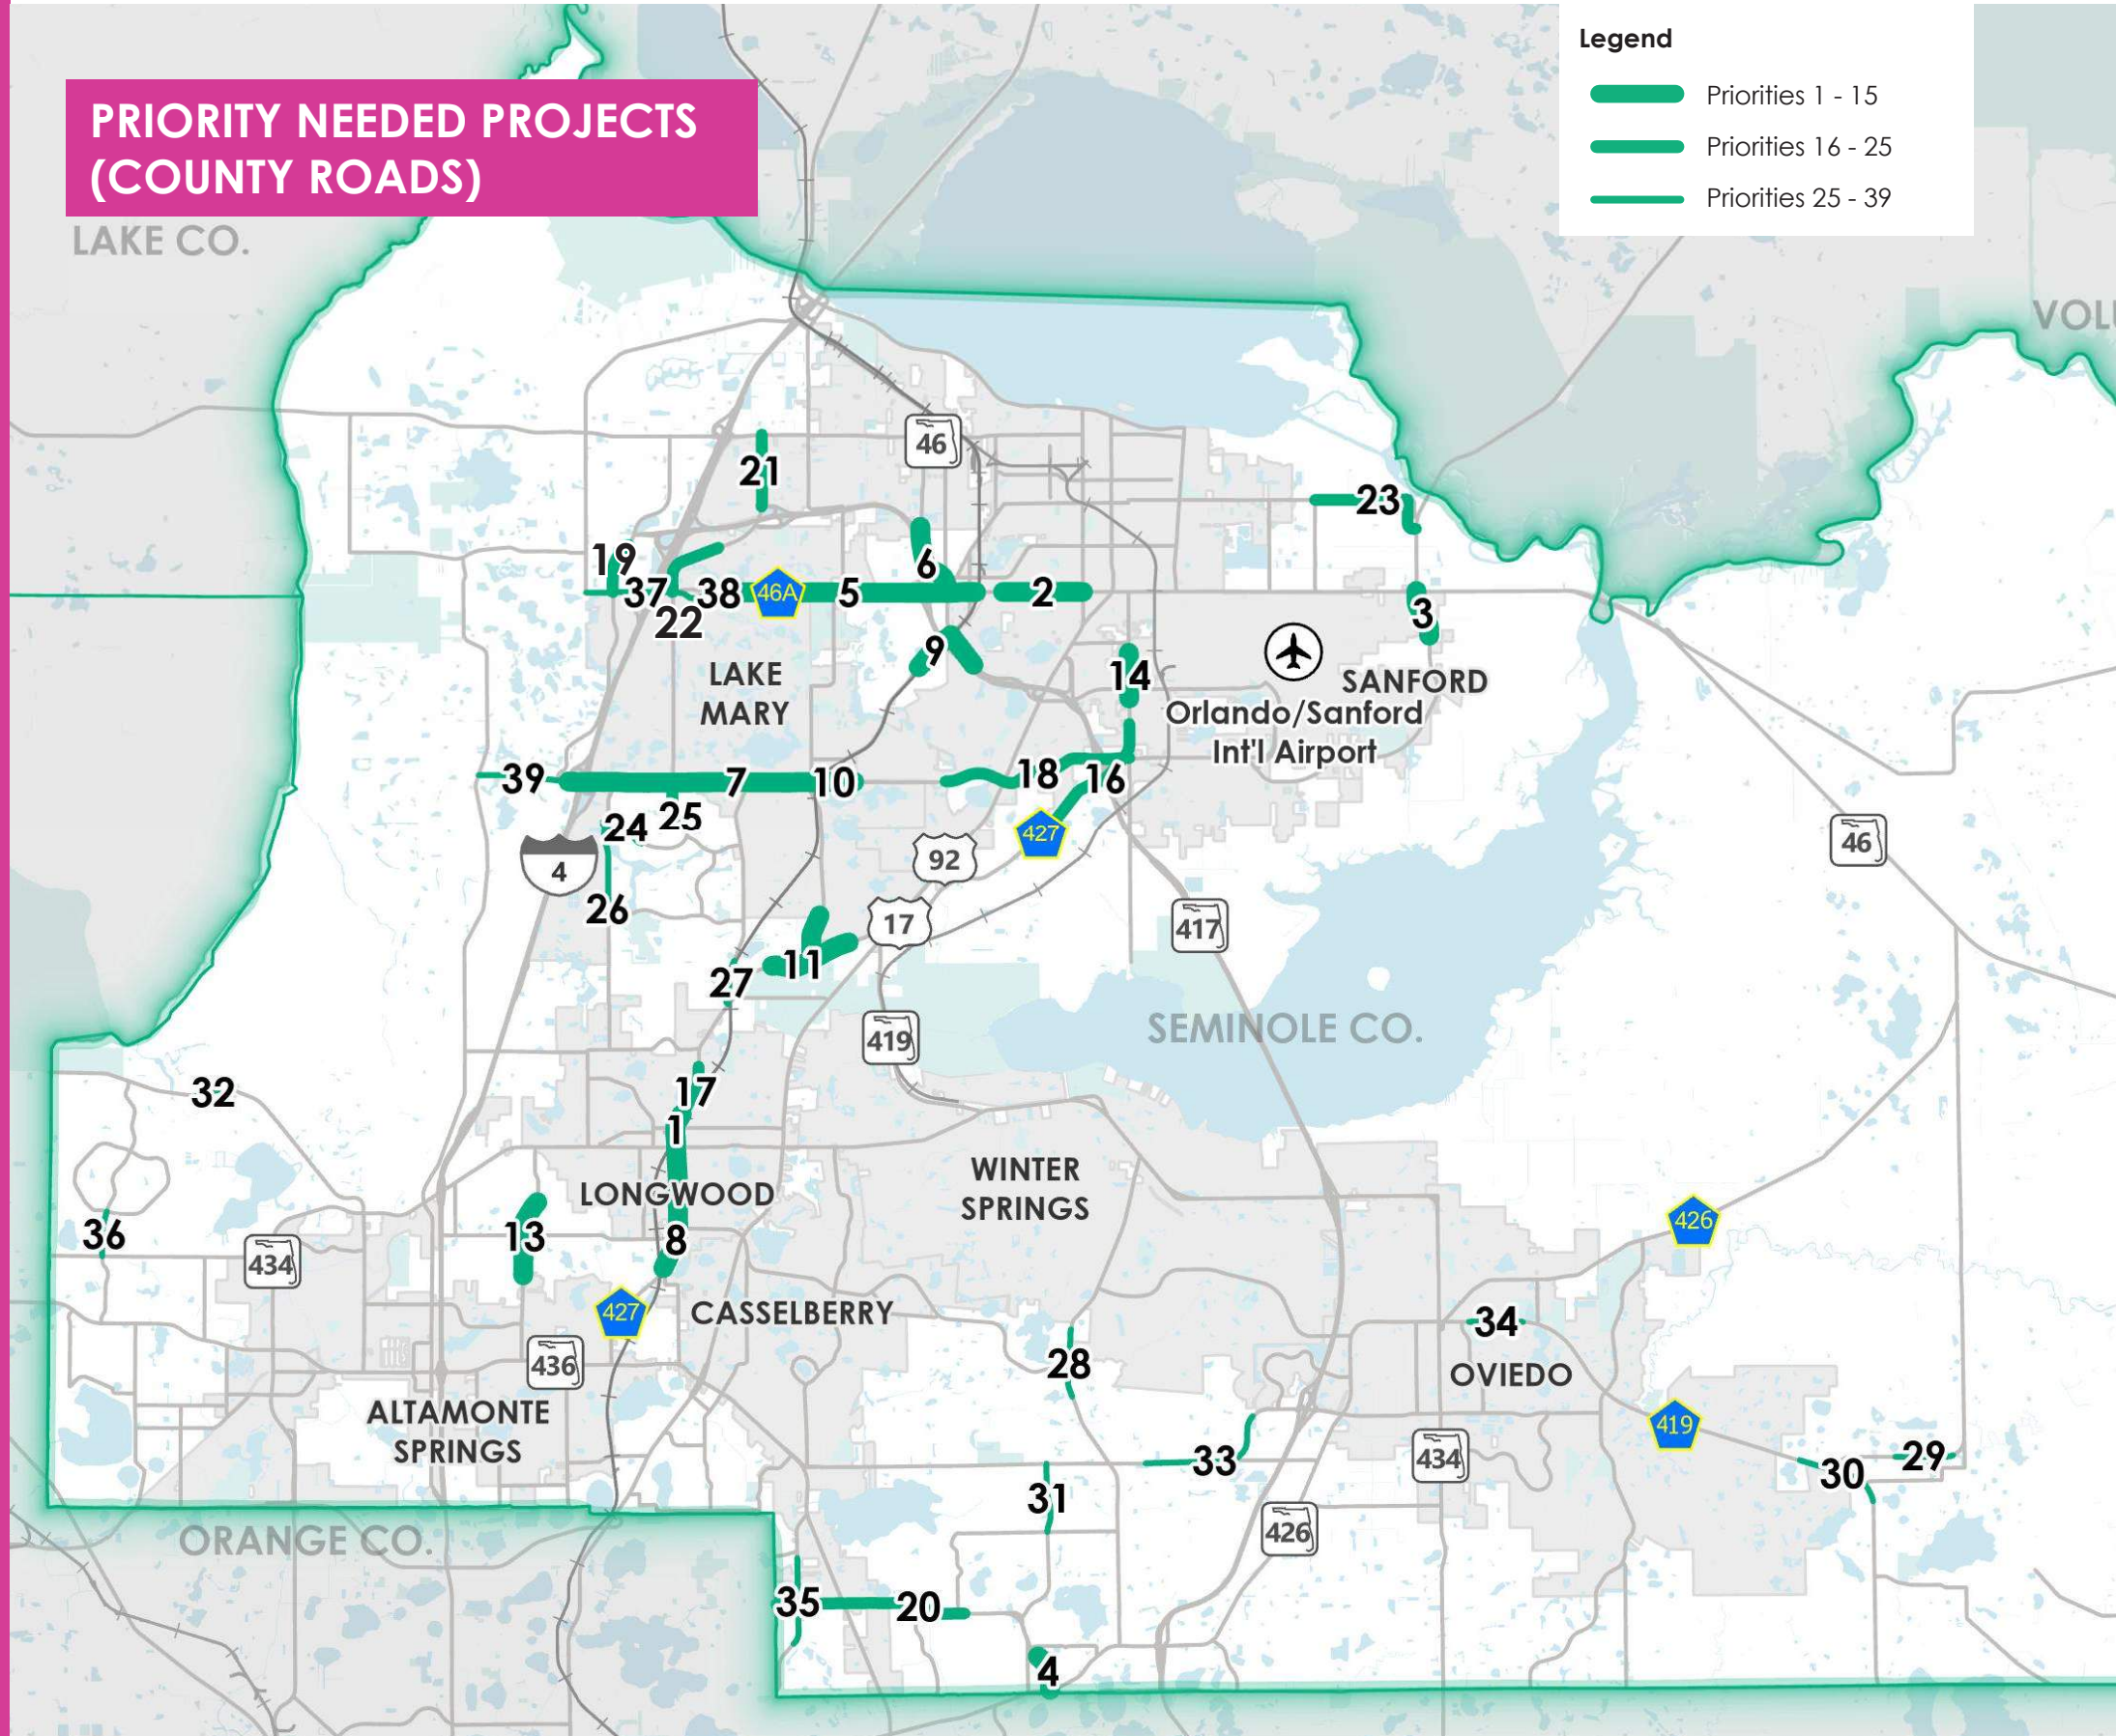 Legend
Priorities 1 - 15
Priorities 16 - 25
Priorities 25 - 39
PRIORITY NEEDED PROJECTS
(COUNTY ROADS)
LAKE CO.
VOLU
46
21
23
19
6
37
38
46A
5
2
3
22
9
LAKE
MARY
14
SANFORD
Orlando/Sanford
Int'l Airport
39
7
10
18
16
25
24
427
4
92
46
26
17
417
11
27
419
SEMINOLE CO.
32
17
1
WINTER
SPRINGS
LONGWOOD
36
13
8
434
426
427
CASSELBERRY
34
436
28
OVIEDO
ALTAMONTE
SPRINGS
419
33
434
30
29
31
426
ORANGE CO.
35
20
4